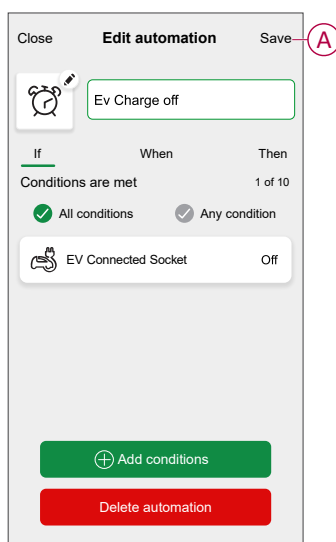 Close Edit automation Save A
Ev Charge off
If When Then
Conditions are met 1 of 10
All conditions Any condition
EV Connected Socket Off
Add conditions
Delete automation